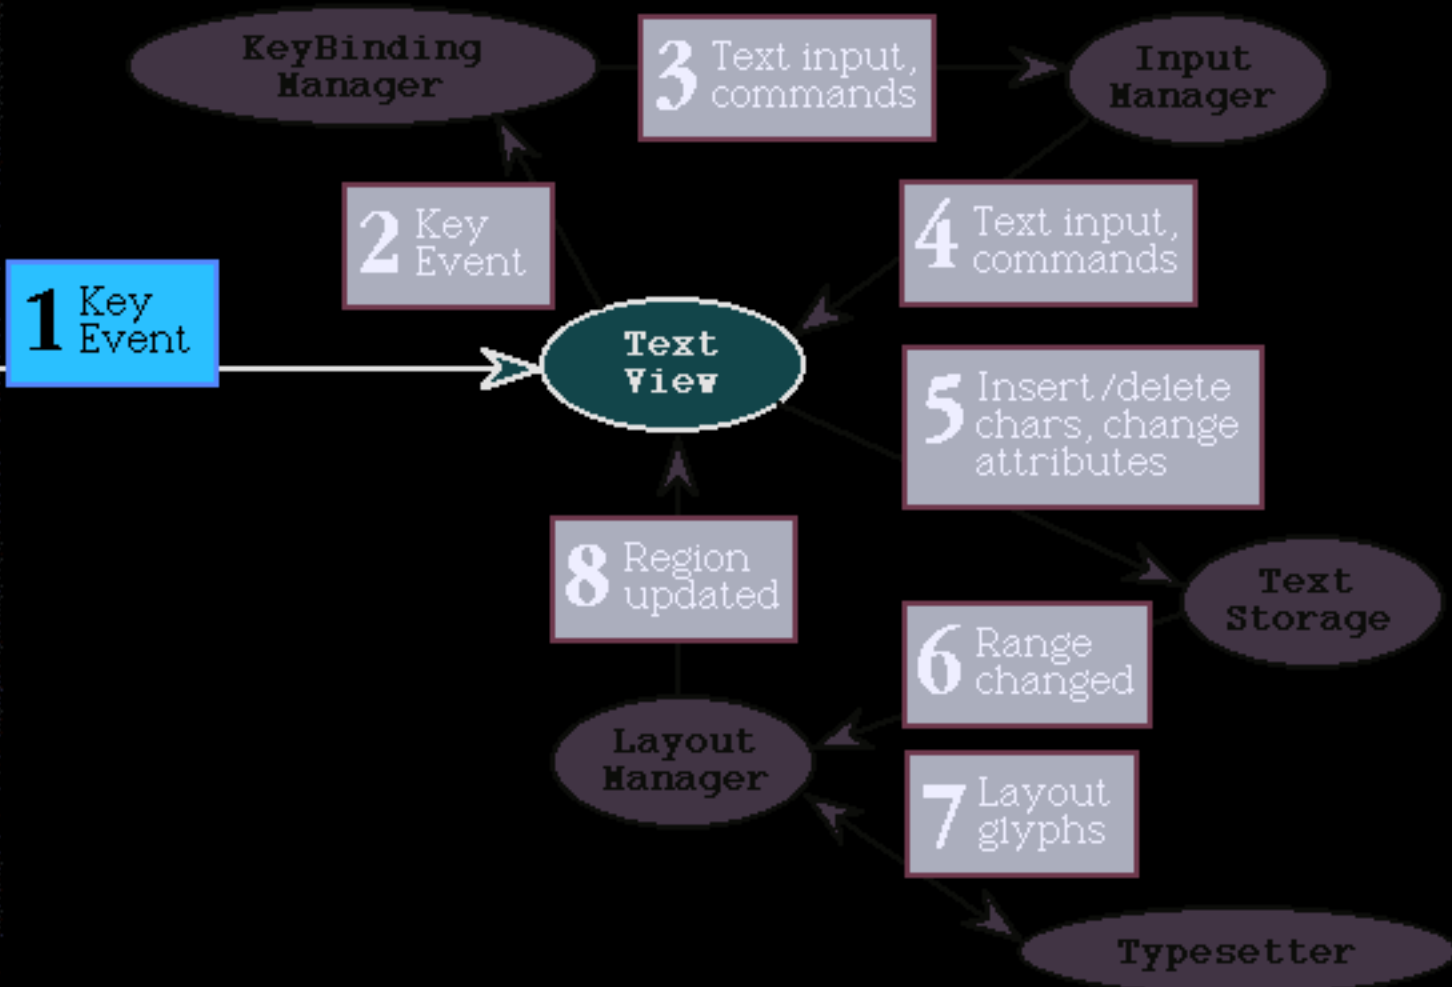 KeyBinding
Manager
3 Text input,
commands
Input
Manager
2 Key
Event
4 Text input,
commands
1 Key
Event
Text
View
5 Insert/delete
chars, change
attributes
8 Region
updated
Text
Storage
6 Range
changed
Layout
Manager
7 Layout
glyphs
Typesetter